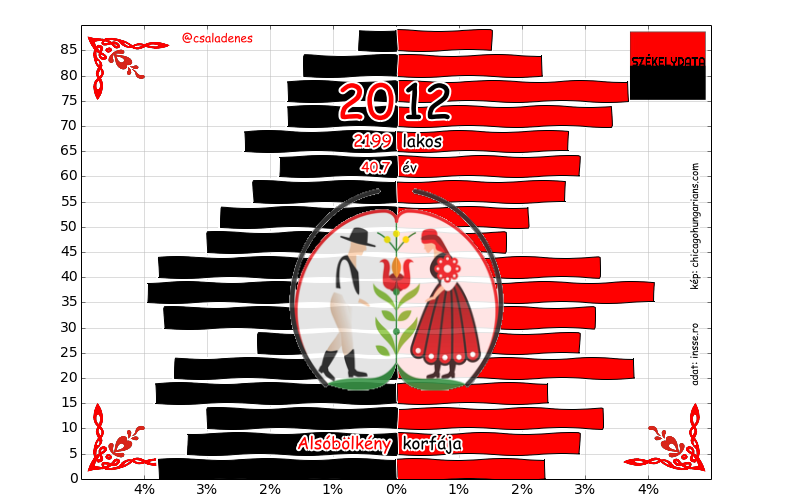 @csaladenes
SZÉKELYDATA
2012
2199 lakos
40.7 év
kép: chicagohungarians.com
adat: insse.ro
Alsóbölkény korfája
85
80
75
70
65
60
55
50
45
40
35
30
25
20
15
10
5
0
4% 3% 2% 1% 0% 1% 2% 3% 4%